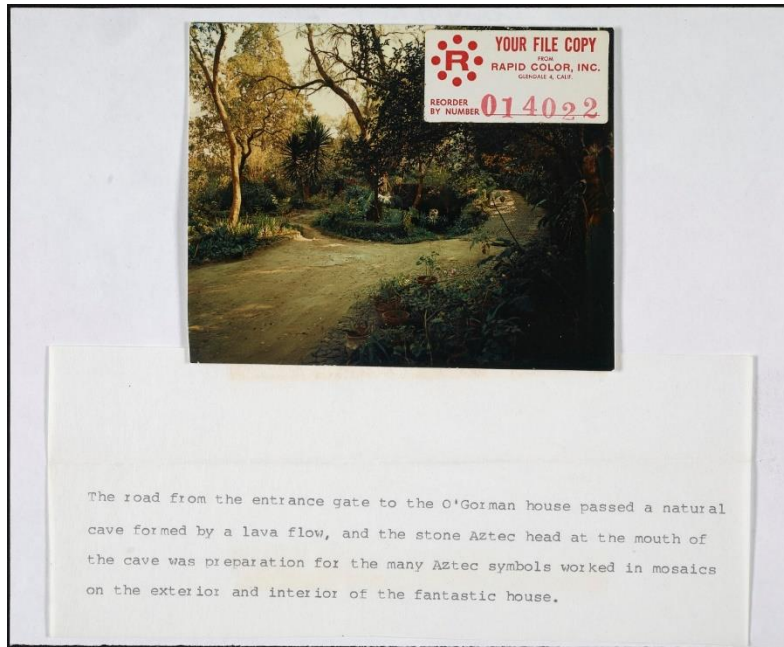 R
YOUR FILE COPY
FROM
RAPID COLOR, INC.
GLENDALE 4, CALIF.
REORDER
BY NUMBER 014022
The road from the entrance gate to the O'Gorman house passed a natural
cave formed by a lava flow, and the stone Aztec head at the mouth of
the cave was preparation for the many Aztec symbols worked in mosaics
on the exterior and interior of the fantastic house.